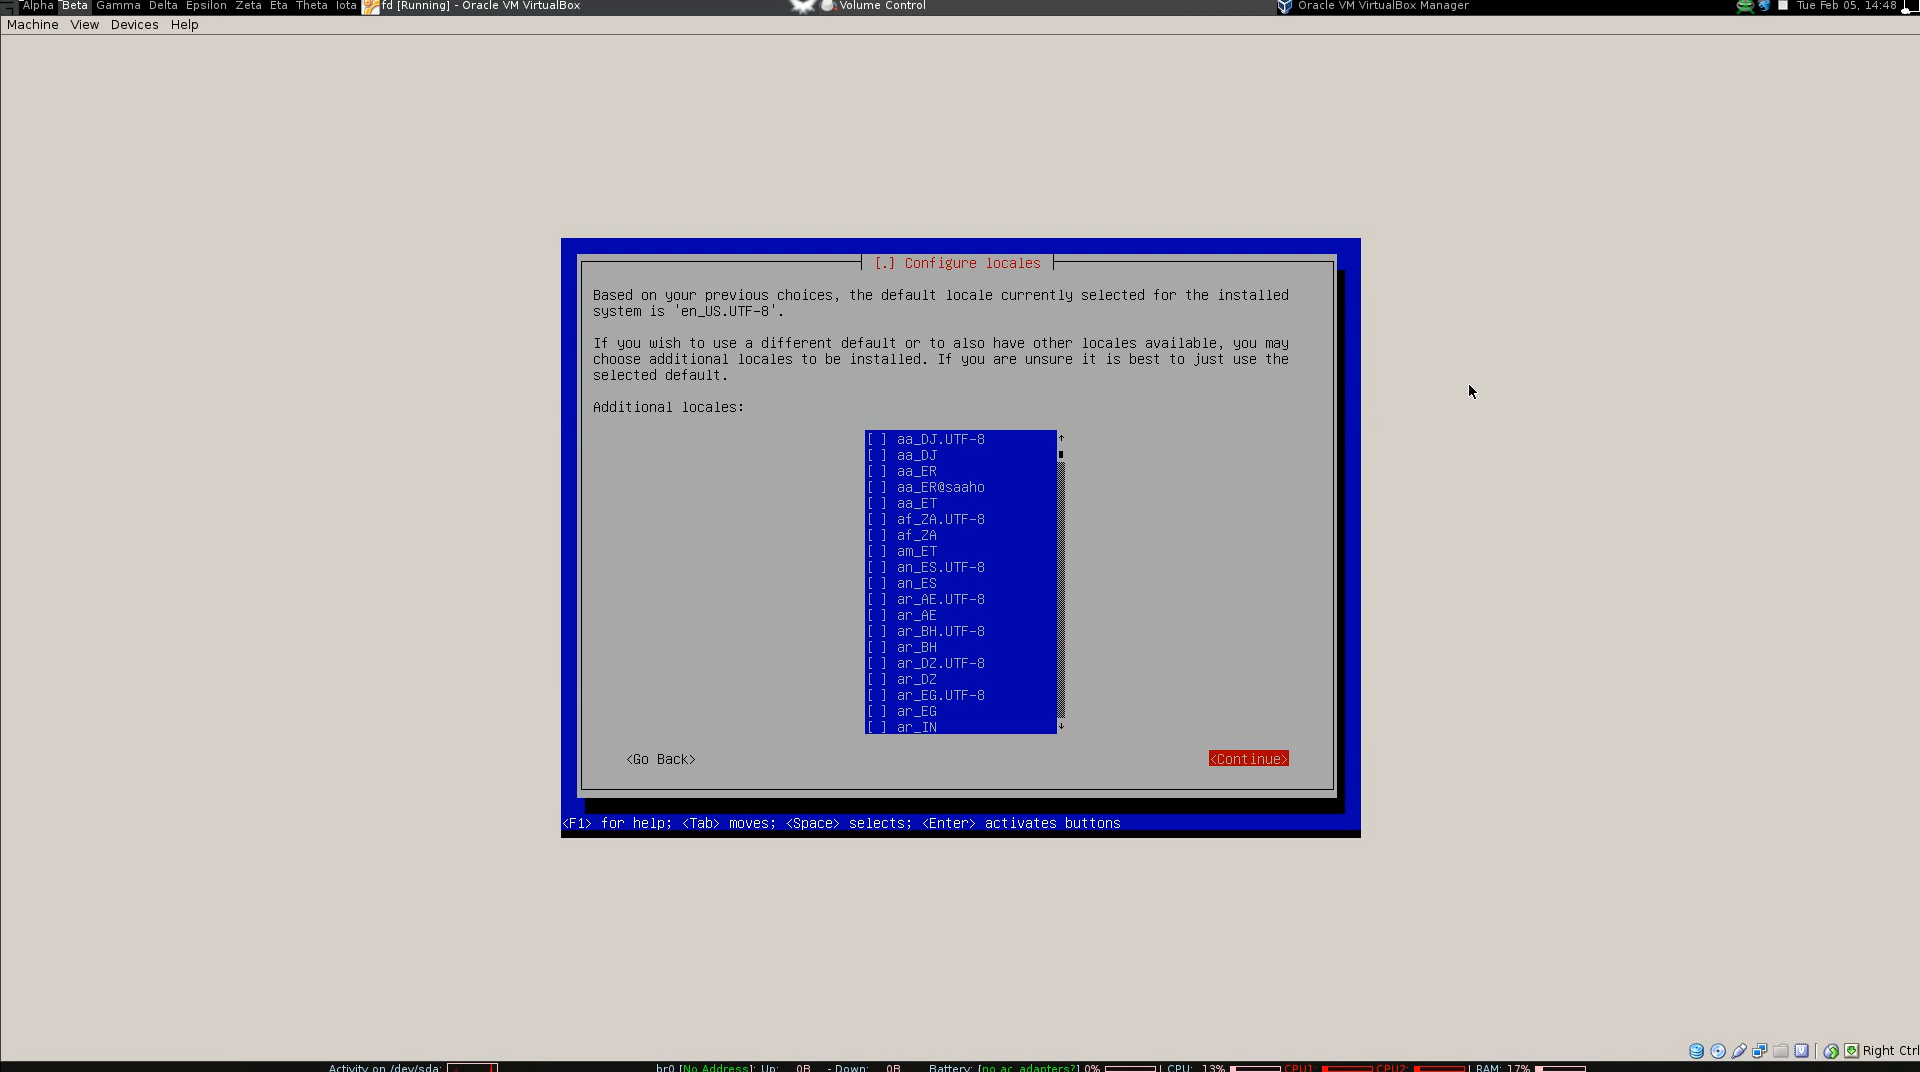 Alpha Beta Gamma Delta Epsilon Zeta Eta Theta Iota fd [Running] - Oracle VM VirtualBox Volume Control Oracle VM VirtualBox Manager Tue Feb 05, 14:48
Machine View Devices Help
[.] Configure locales
Based on your previous choices, the default locale currently selected for the installed
system is 'en_US.UTF-8'.
If you wish to use a different default or to also have other locales available, you may
choose additional locales to be installed. If you are unsure it is best to just use the
selected default.
Additional locales:
[ ] aa_DJ.UTF-8
[ ] aa_DJ
[ ] aa_ER
[ ] aa_ER@saaho
[ ] aa_ET
[ ] af_ZA.UTF-8
[ ] af_ZA
[ ] am_ET
[ ] an_ES.UTF-8
[ ] an_ES
[ ] ar_AE.UTF-8
[ ] ar_AE
[ ] ar_BH.UTF-8
[ ] ar_BH
[ ] ar_DZ.UTF-8
[ ] ar_DZ
[ ] ar_EG.UTF-8
[ ] ar_EG
[ ] ar_IN
<Go Back> <Continue>
<F1> for help; <Tab> moves; <Space> selects; <Enter> activates buttons
Right Ctrl
Activity on /dev/sda: br0 [No Address]: Up: 0B - Down: 0B Battery: [no ac adapters?] 0% | CPU: 13% CPU1: CPU2: | RAM: 17%